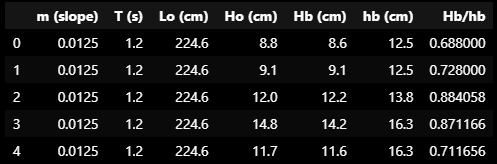 m (slope) T (s) Lo (cm) Ho (cm) Hb (cm) hb (cm) Hb/hb
0 0.0125 1.2 224.6 8.8 8.6 12.5 0.688000
1 0.0125 1.2 224.6 9.1 9.1 12.5 0.728000
2 0.0125 1.2 224.6 12.0 12.2 13.8 0.884058
3 0.0125 1.2 224.6 14.8 14.2 16.3 0.871166
4 0.0125 1.2 224.6 11.7 11.6 16.3 0.711656